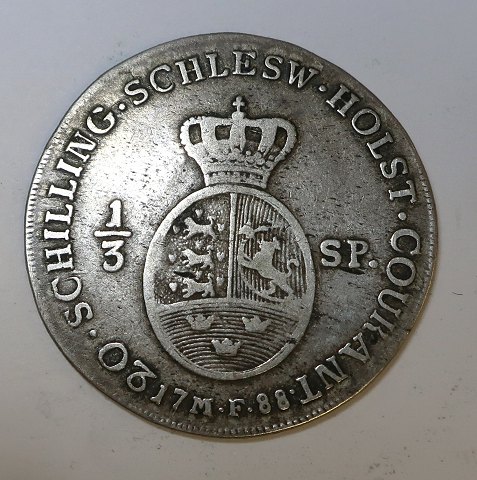 20·SCHILLING·SCHLESW·HOLST·COURANT
1/3 SP.
17M·F·88·